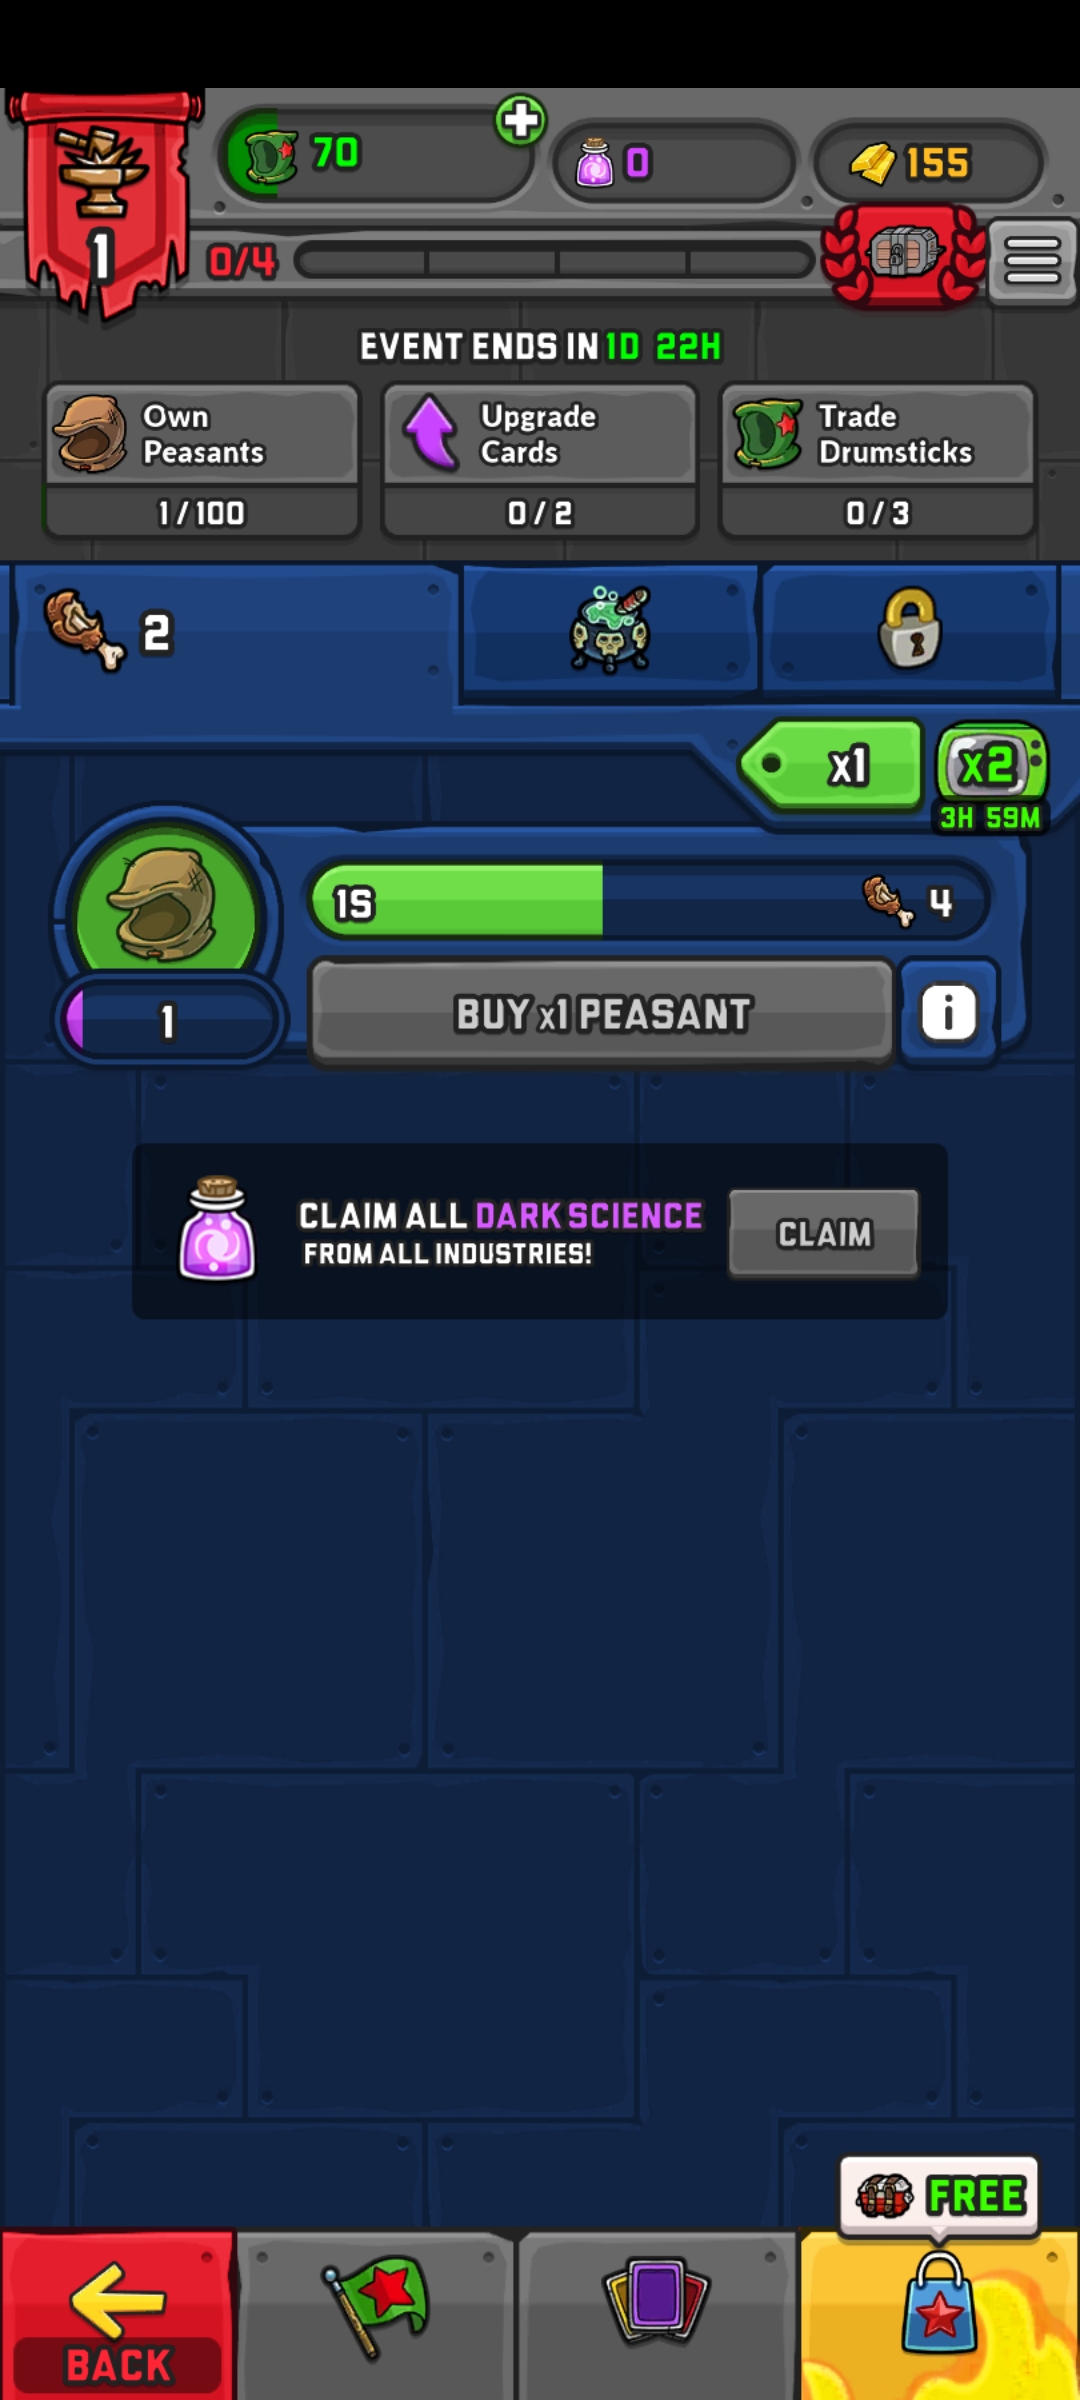 70
0
155
1
0/4
EVENT ENDS IN 1D 22H
Own
Peasants
1/100
Upgrade
Cards
0/2
Trade
Drumsticks
0/3
2
x1
x2
3H 59M
1S
4
1
BUY x1 PEASANT
i
CLAIM ALL DARK SCIENCE
FROM ALL INDUSTRIES!
CLAIM
FREE
BACK